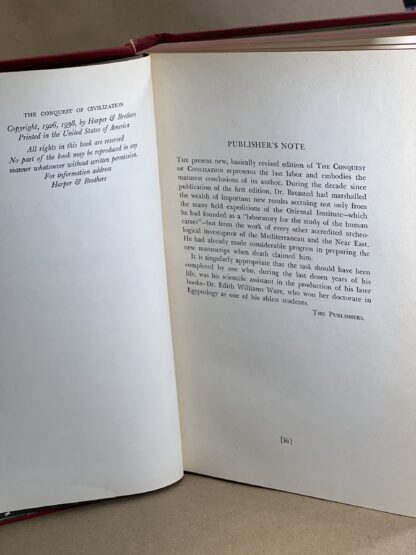 THE CONQUEST OF CIVILIZATION
Copyright, 1926, 1938, by Harper & Brothers
Printed in the United States of America
All rights in this book are reserved
No part of the book may be reproduced in any
manner whatsoever without written permission.
For information address
Harper & Brothers
PUBLISHER'S NOTE
THE present new, basically revised edition of THE CONQUEST
OF CIVILIZATION represents the last labor and embodies the
maturest conclusions of its author. During the decade since
publication of the first edition, Dr. Breasted had marshalled
the wealth of important new results accruing not only from
the many field expeditions of the Oriental Institute—which
he had founded as a "laboratory for the study of the human
career"—but from the work of every other accredited archeo-
logical investigator of the Mediterranean and the Near East.
He had already made considerable progress in preparing the
new manuscript when death claimed him.
It is singularly appropriate that the task should have been
completed by one who, during the last dozen years of his
life, was his scientific assistant in the production of his later
books—Dr. Edith Williams Ware, who won her doctorate in
Egyptology as one of his ablest students.
THE PUBLISHERS.
[iii]